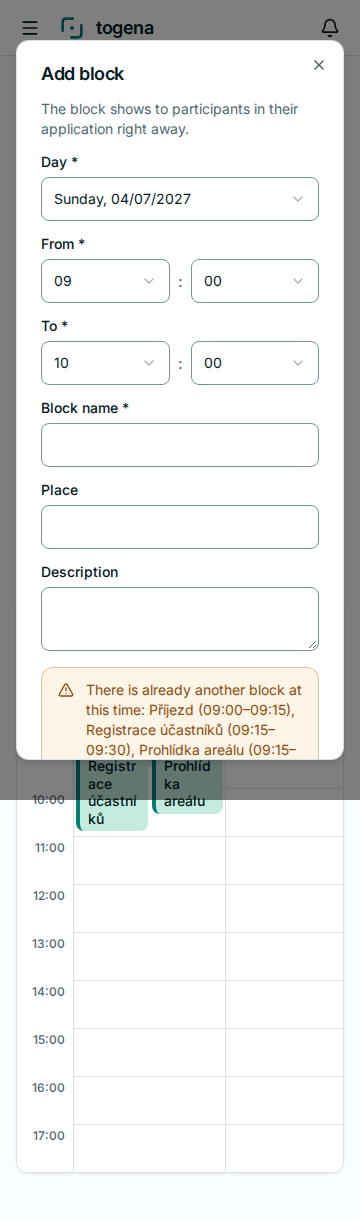 togena
Add block
The block shows to participants in their
application right away.
Day *
Sunday, 04/07/2027
From *
09 : 00
To *
10 : 00
Block name *
Place
Description
There is already another block at
this time: Příjezd (09:00–09:15),
Registrace účastníků (09:15–
09:30), Prohlídka areálu (09:15–
Registr
ace
účastní
ků
Prohlíd
ka
areálu
10:00
11:00
12:00
13:00
14:00
15:00
16:00
17:00